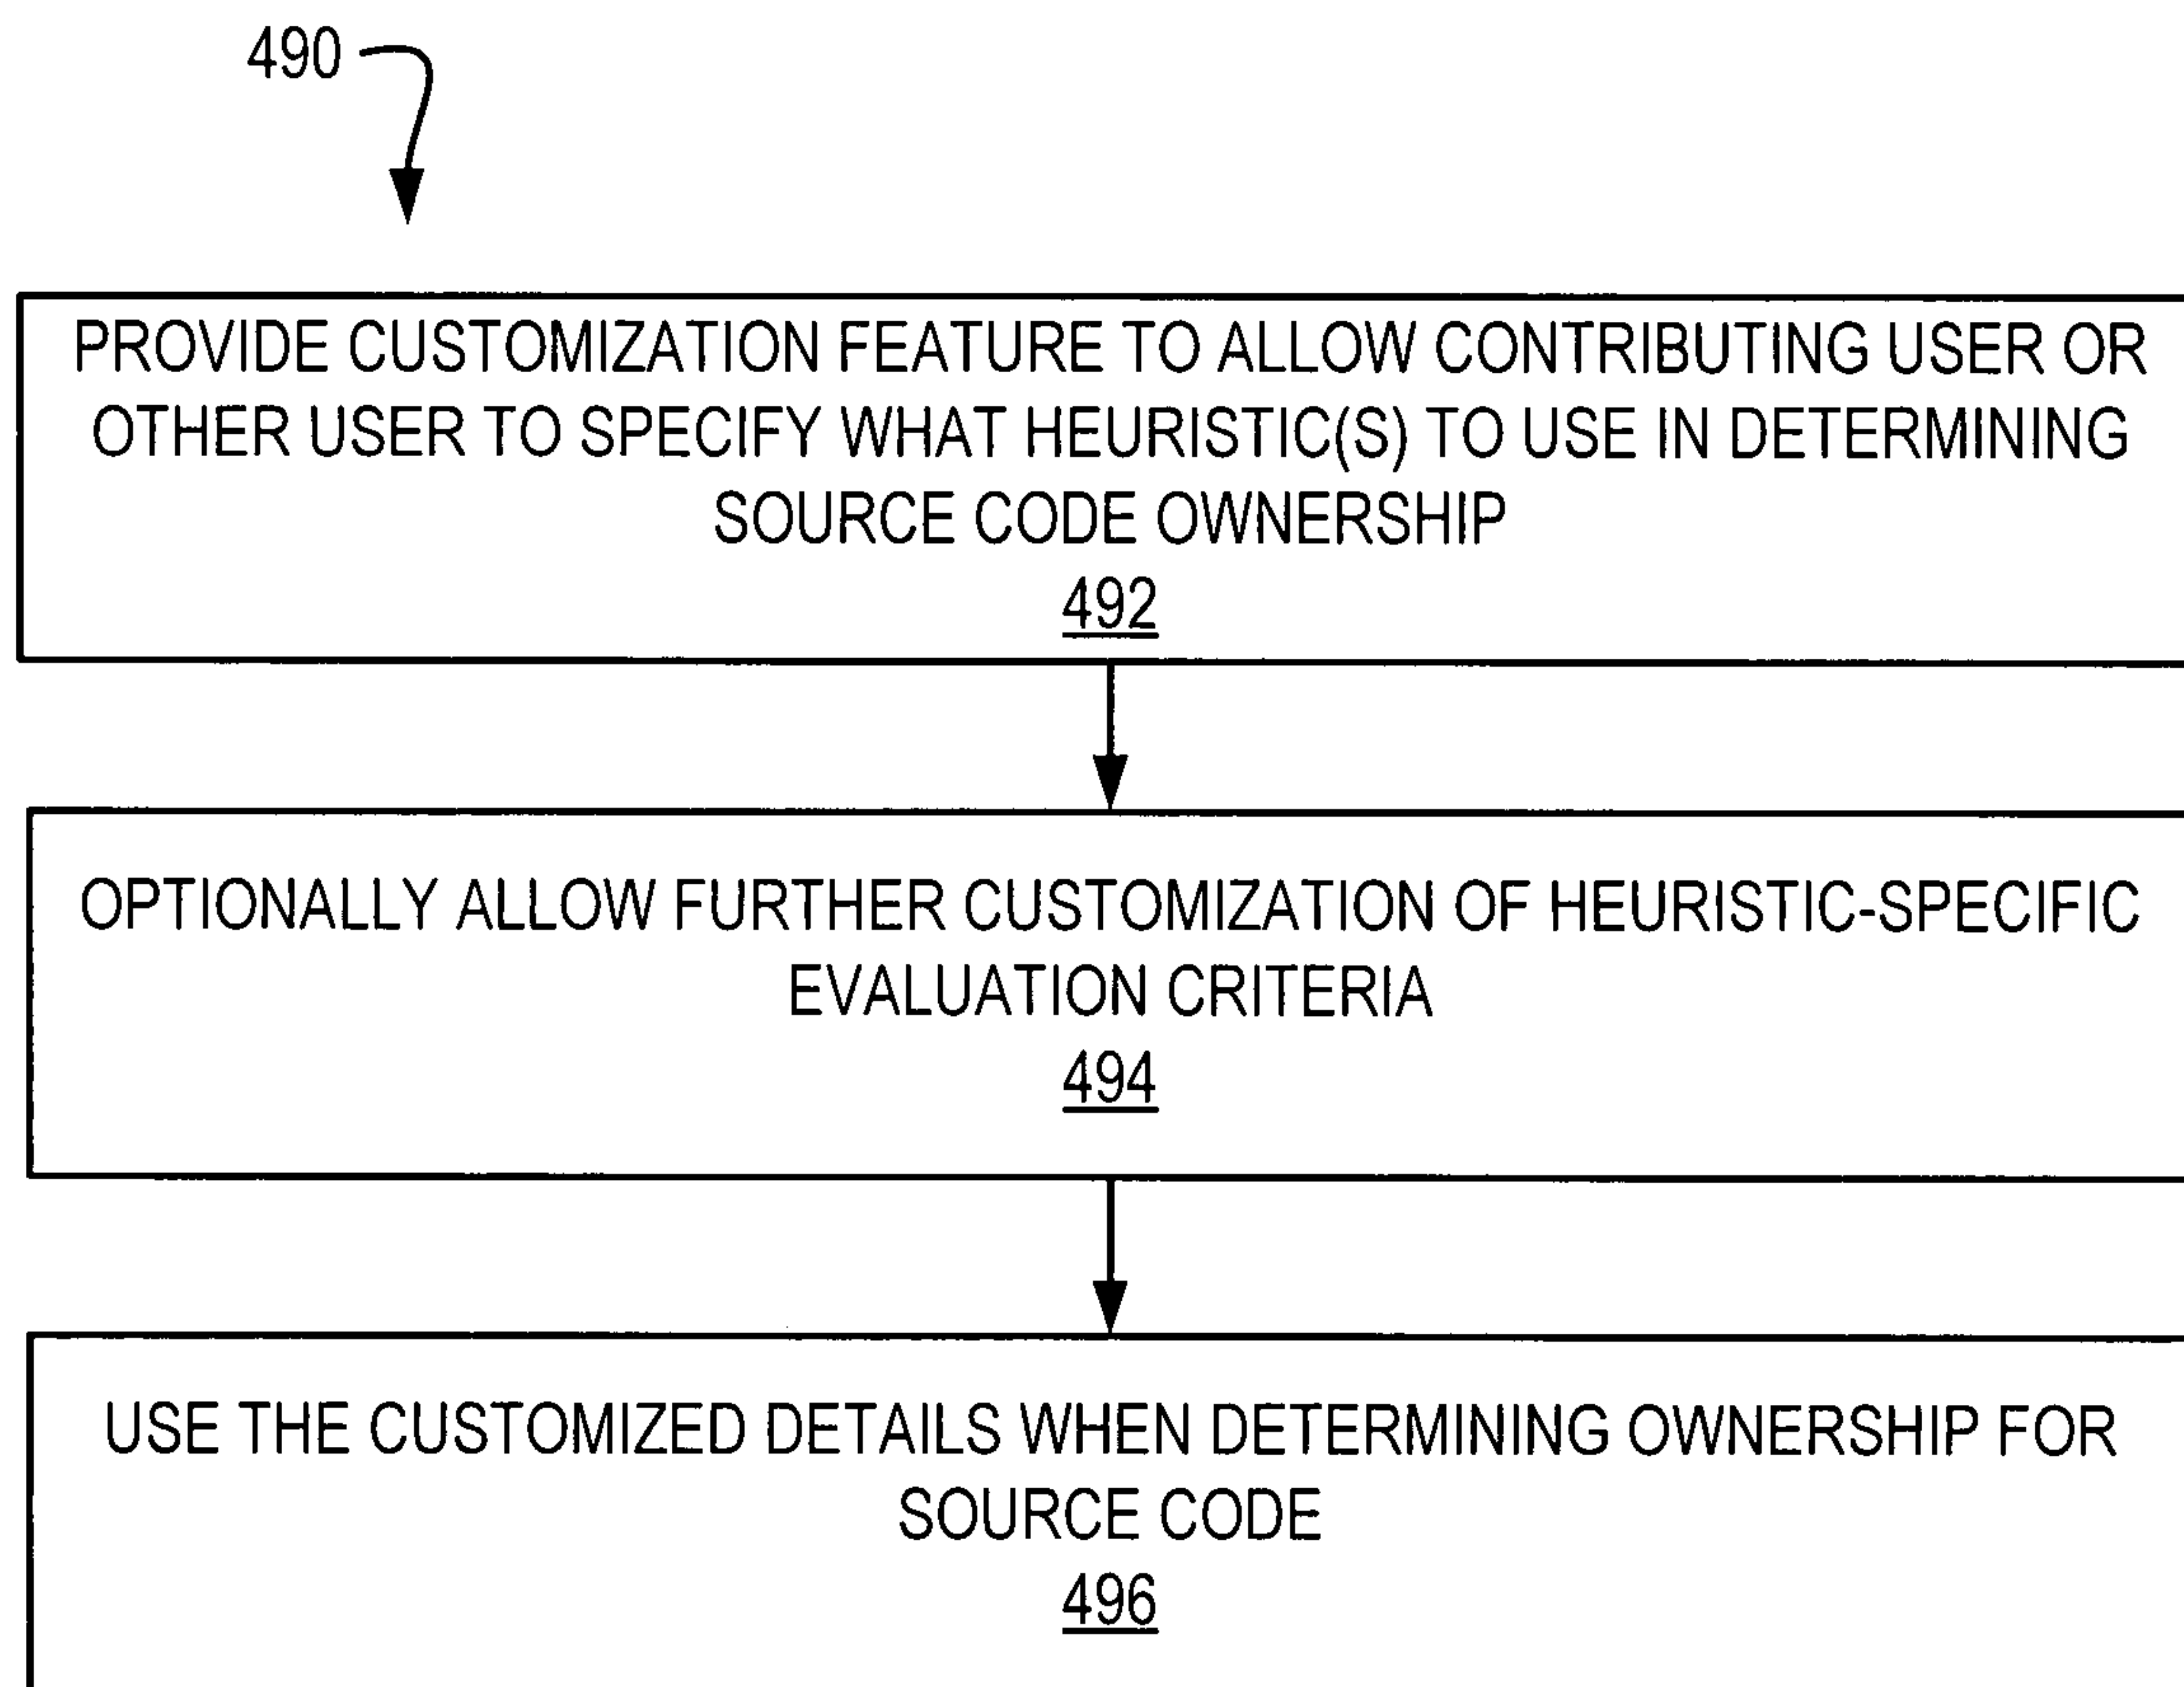 490
PROVIDE CUSTOMIZATION FEATURE TO ALLOW CONTRIBUTING USER OR
OTHER USER TO SPECIFY WHAT HEURISTIC(S) TO USE IN DETERMINING
SOURCE CODE OWNERSHIP
492
OPTIONALLY ALLOW FURTHER CUSTOMIZATION OF HEURISTIC-SPECIFIC
EVALUATION CRITERIA
494
USE THE CUSTOMIZED DETAILS WHEN DETERMINING OWNERSHIP FOR
SOURCE CODE
496